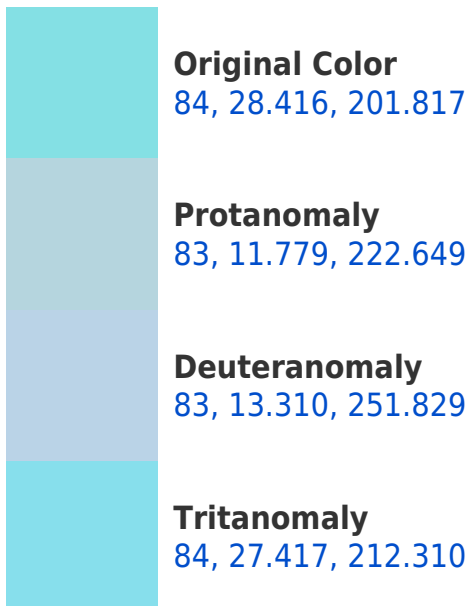 Original Color
84, 28.416, 201.817
Protanomaly
83, 11.779, 222.649
Deuteranomaly
83, 13.310, 251.829
Tritanomaly
84, 27.417, 212.310